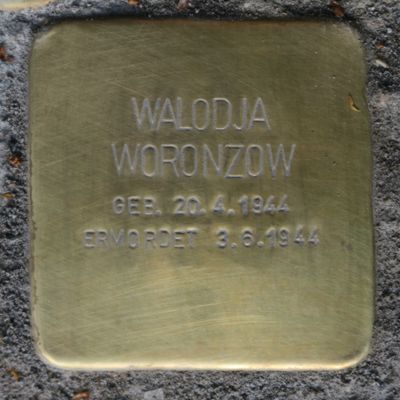 WALODJA
WORONZOW
GEB. 20.4.1944
ERMORDET 3.6.1944